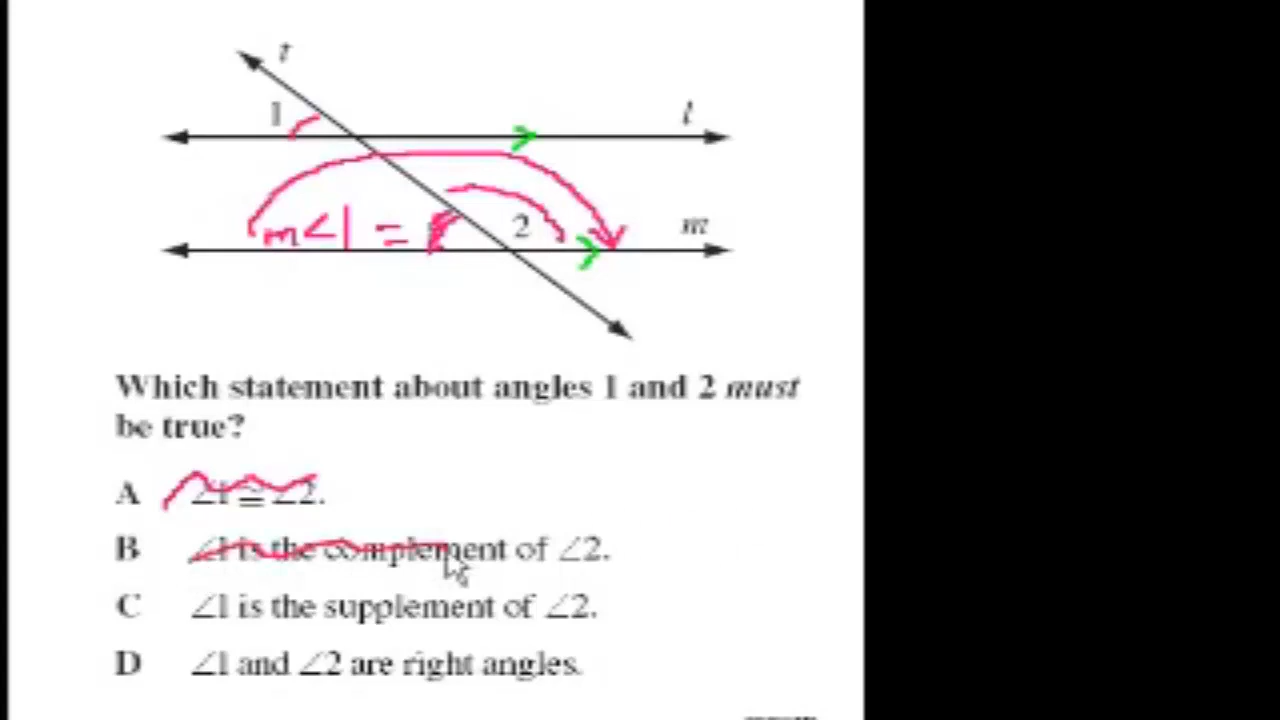 t
1
l
m∠1 =
2
m
Which statement about angles 1 and 2 must
be true?
A ∠1 ≅ ∠2.
B ∠1 is the complement of ∠2.
C ∠1 is the supplement of ∠2.
D ∠1 and ∠2 are right angles.